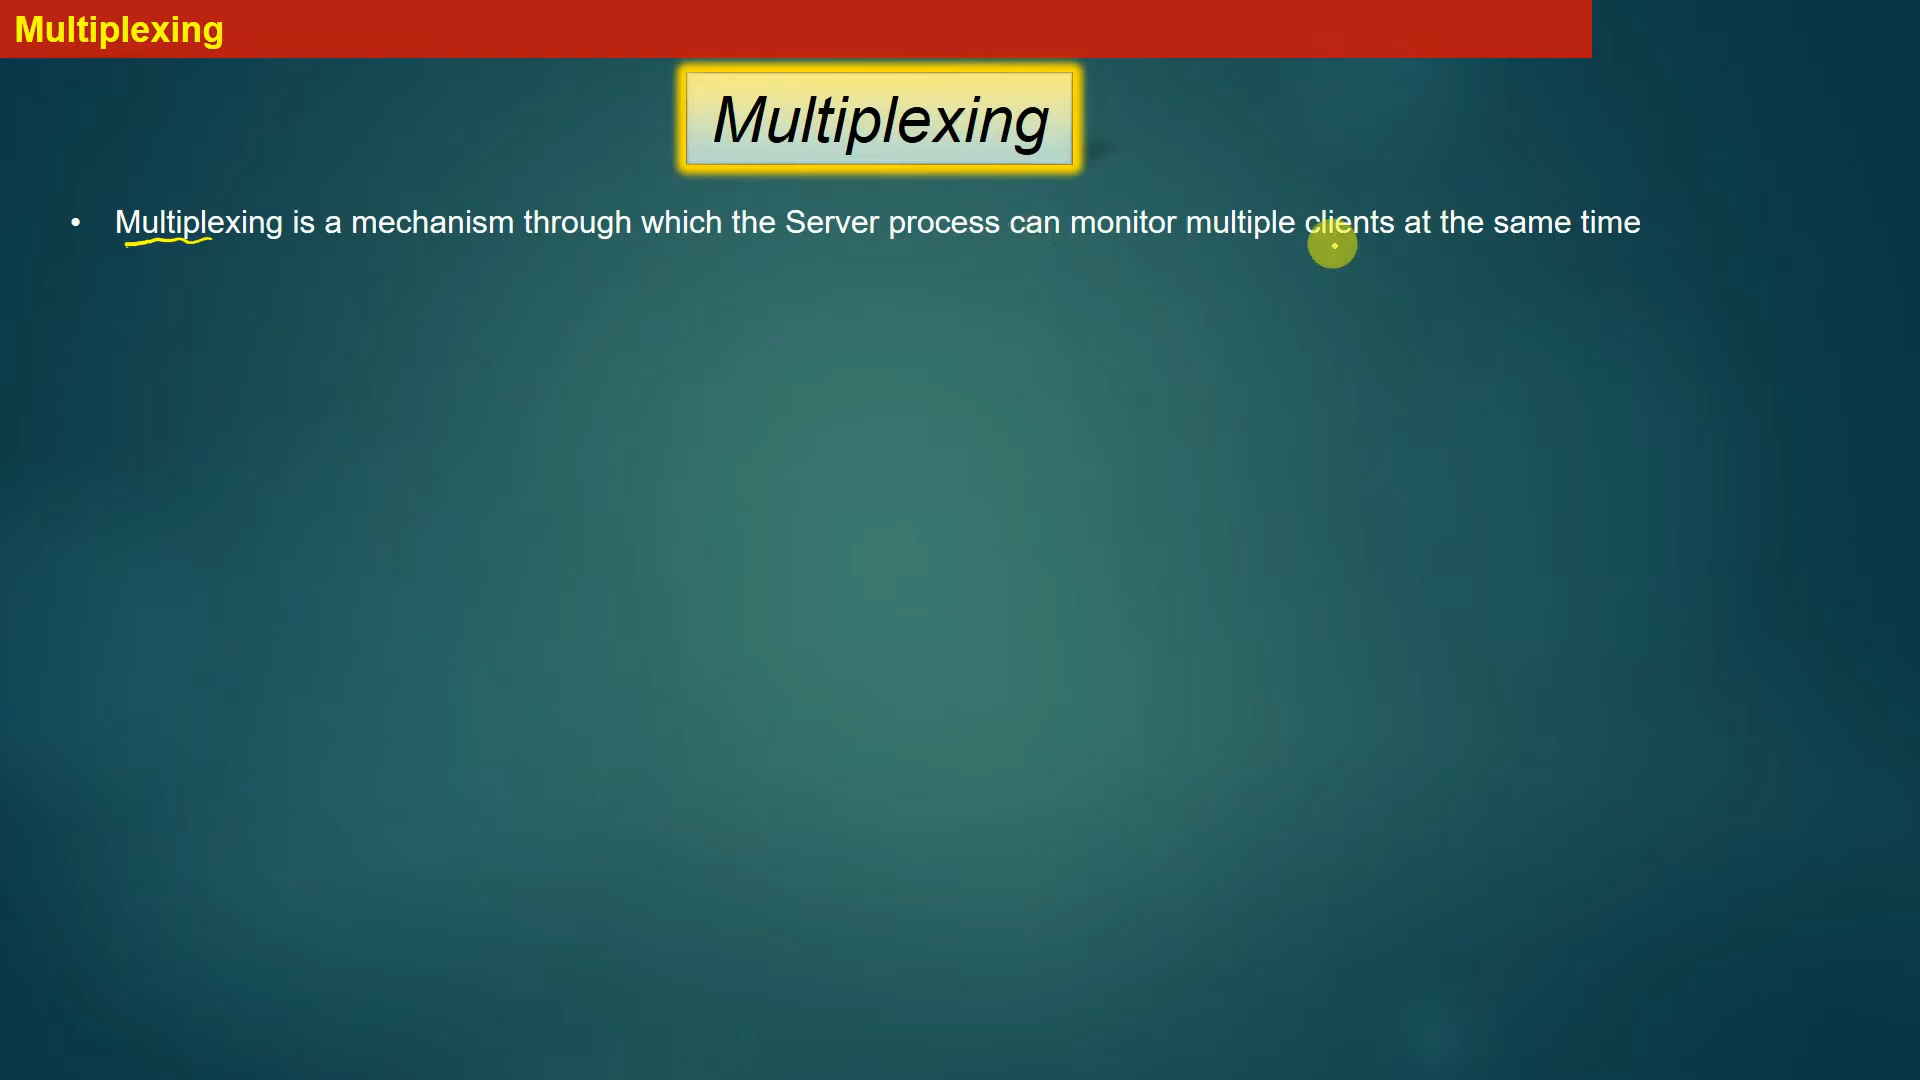 Multiplexing
Multiplexing
• Multiplexing is a mechanism through which the Server process can monitor multiple clients at the same time